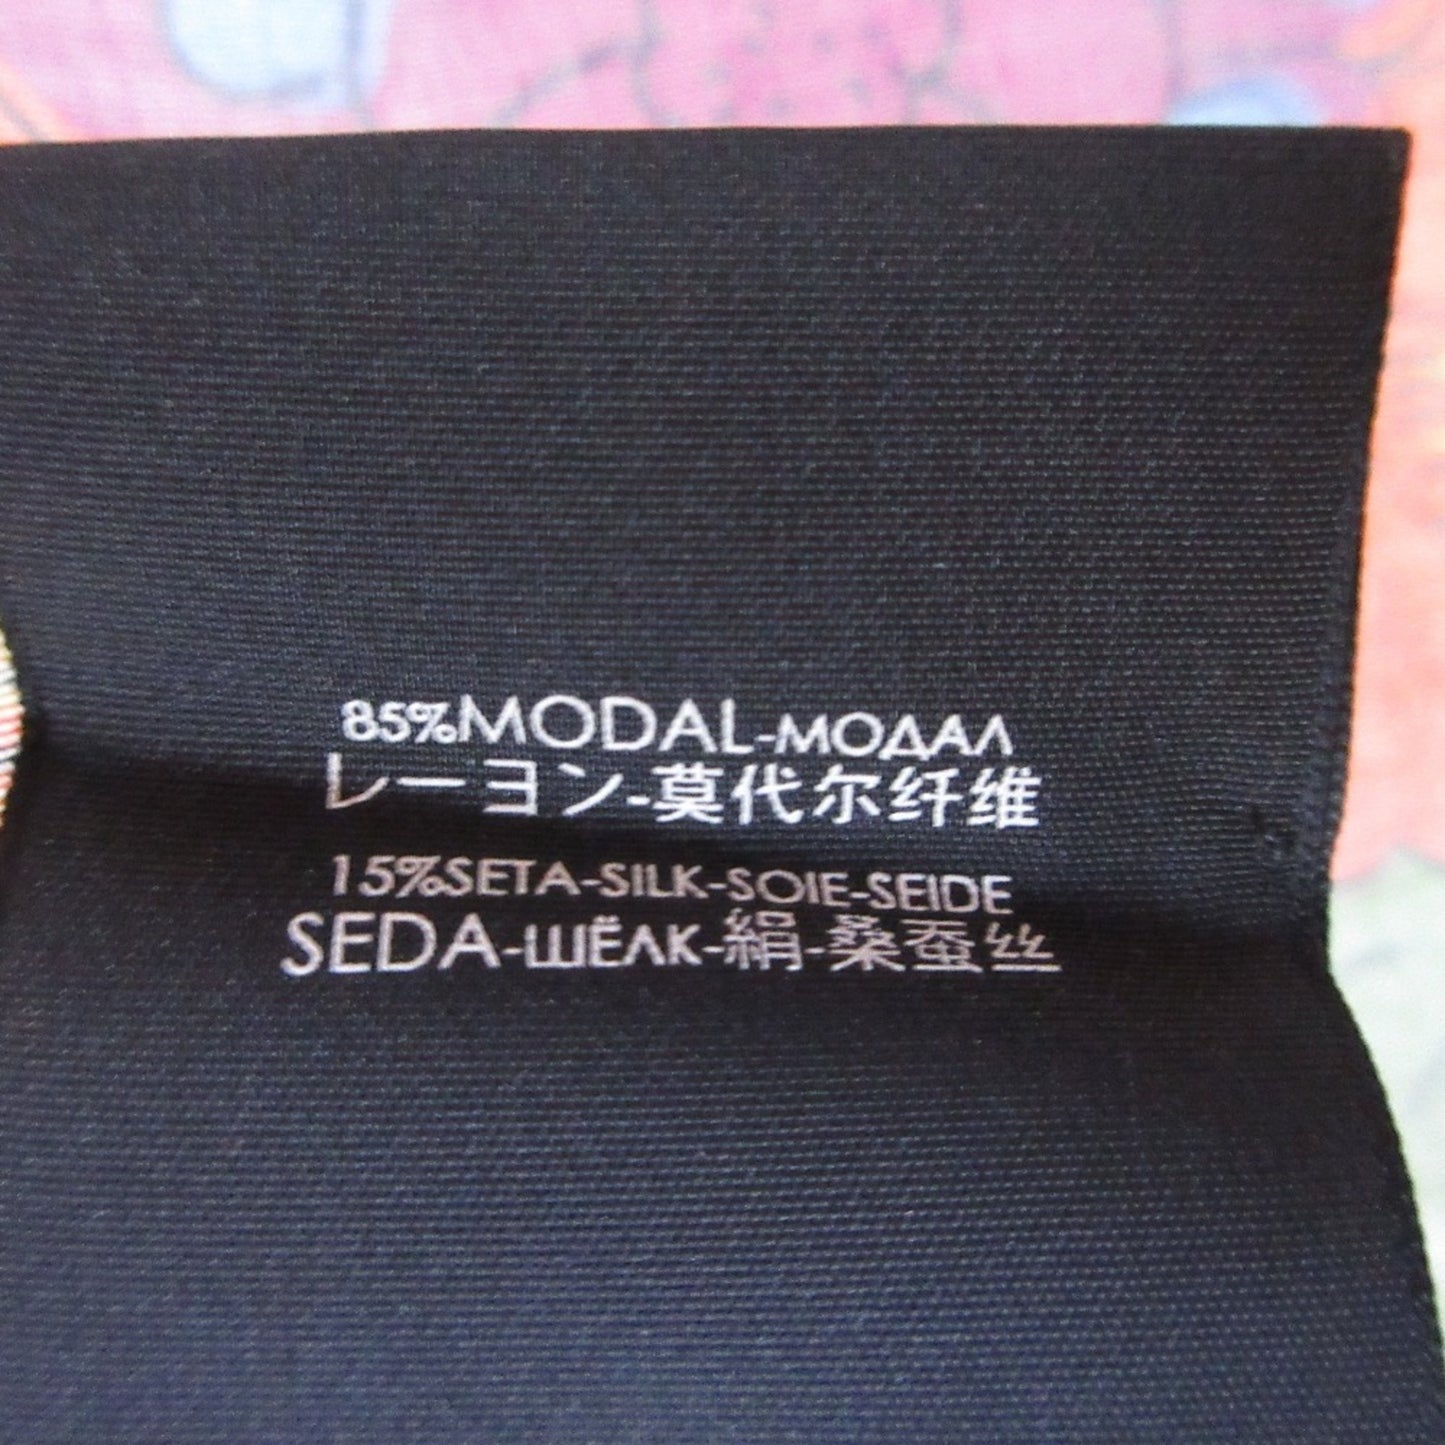 85%MODAL-МОДАЛ
レーヨン-莫代尔纤维
15%SETA-SILK-SOIE-SEIDE
SEDA-ШЁЛК-絹-桑蚕丝